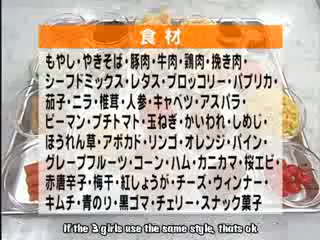 食材
もやし・やきそば・豚肉・牛肉・鶏肉・挽き肉・
シーフドミックス・レタス・ブロッコリー・パプリカ・
茄子・ニラ・椎茸・人参・キャベツ・アスパラ・
ピーマン・プチトマト・玉ねぎ・かいわれ・しめじ・
ほうれん草・アボカド・リンゴ・オレンジ・パイン・
グレープフルーツ・コーン・ハム・カニカマ・桜エビ・
赤唐辛子・梅干・紅しょうが・チーズ・ウィンナー・
キムチ・青のり・黒ゴマ・チェリー・スナック菓子
If the 3 girls use the same style, thats ok